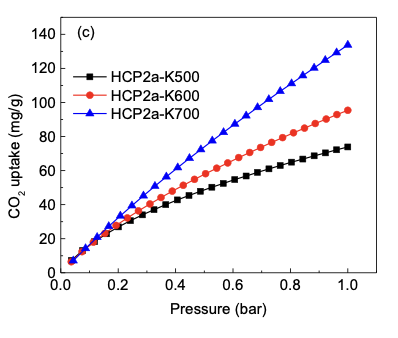 (c)
HCP2a-K500
HCP2a-K600
HCP2a-K700
CO₂ uptake (mg/g)
140
120
100
80
60
40
20
0
0.0 0.2 0.4 0.6 0.8 1.0
Pressure (bar)